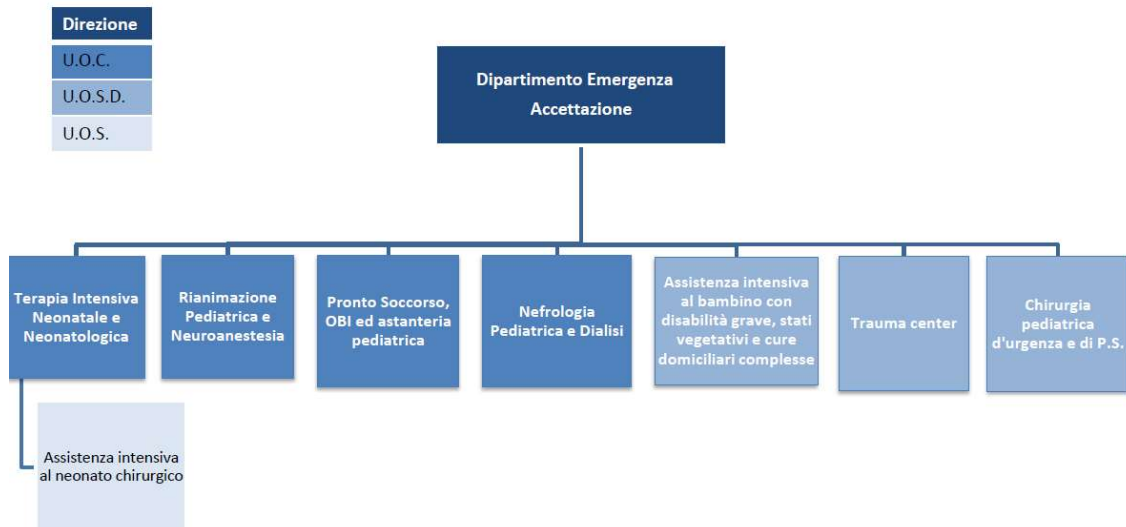 Direzione
U.O.C.
U.O.S.D.
U.O.S.
Dipartimento Emergenza
Accettazione
Terapia Intensiva
Neonatale e
Neonatologica
Rianimazione
Pediatrica e
Neuroanestesia
Pronto Soccorso,
OBI ed astanteria
pediatrica
Nefrologia
Pediatrica e Dialisi
Assistenza intensiva
al bambino con
disabilità grave, stati
vegetativi e cure
domiciliari complesse
Trauma center
Chirurgia
pediatrica
d'urgenza e di P.S.
Assistenza intensiva
al neonato chirurgico